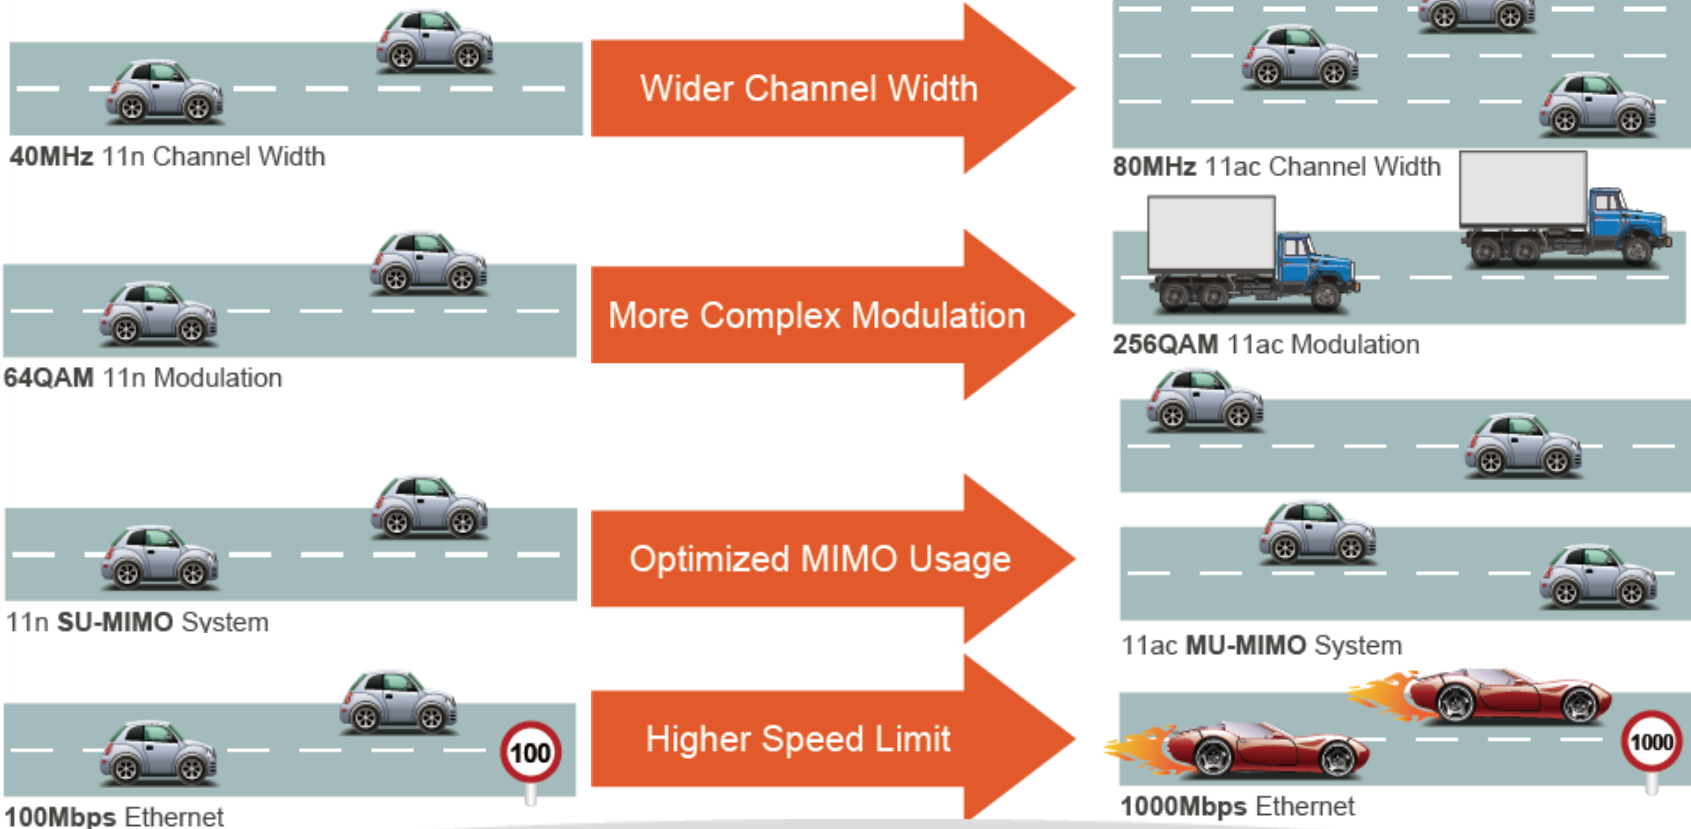 Wider Channel Width
40MHz 11n Channel Width
80MHz 11ac Channel Width
More Complex Modulation
64QAM 11n Modulation
256QAM 11ac Modulation
Optimized MIMO Usage
11n SU-MIMO System
11ac MU-MIMO System
Higher Speed Limit
100
1000
100Mbps Ethernet
1000Mbps Ethernet